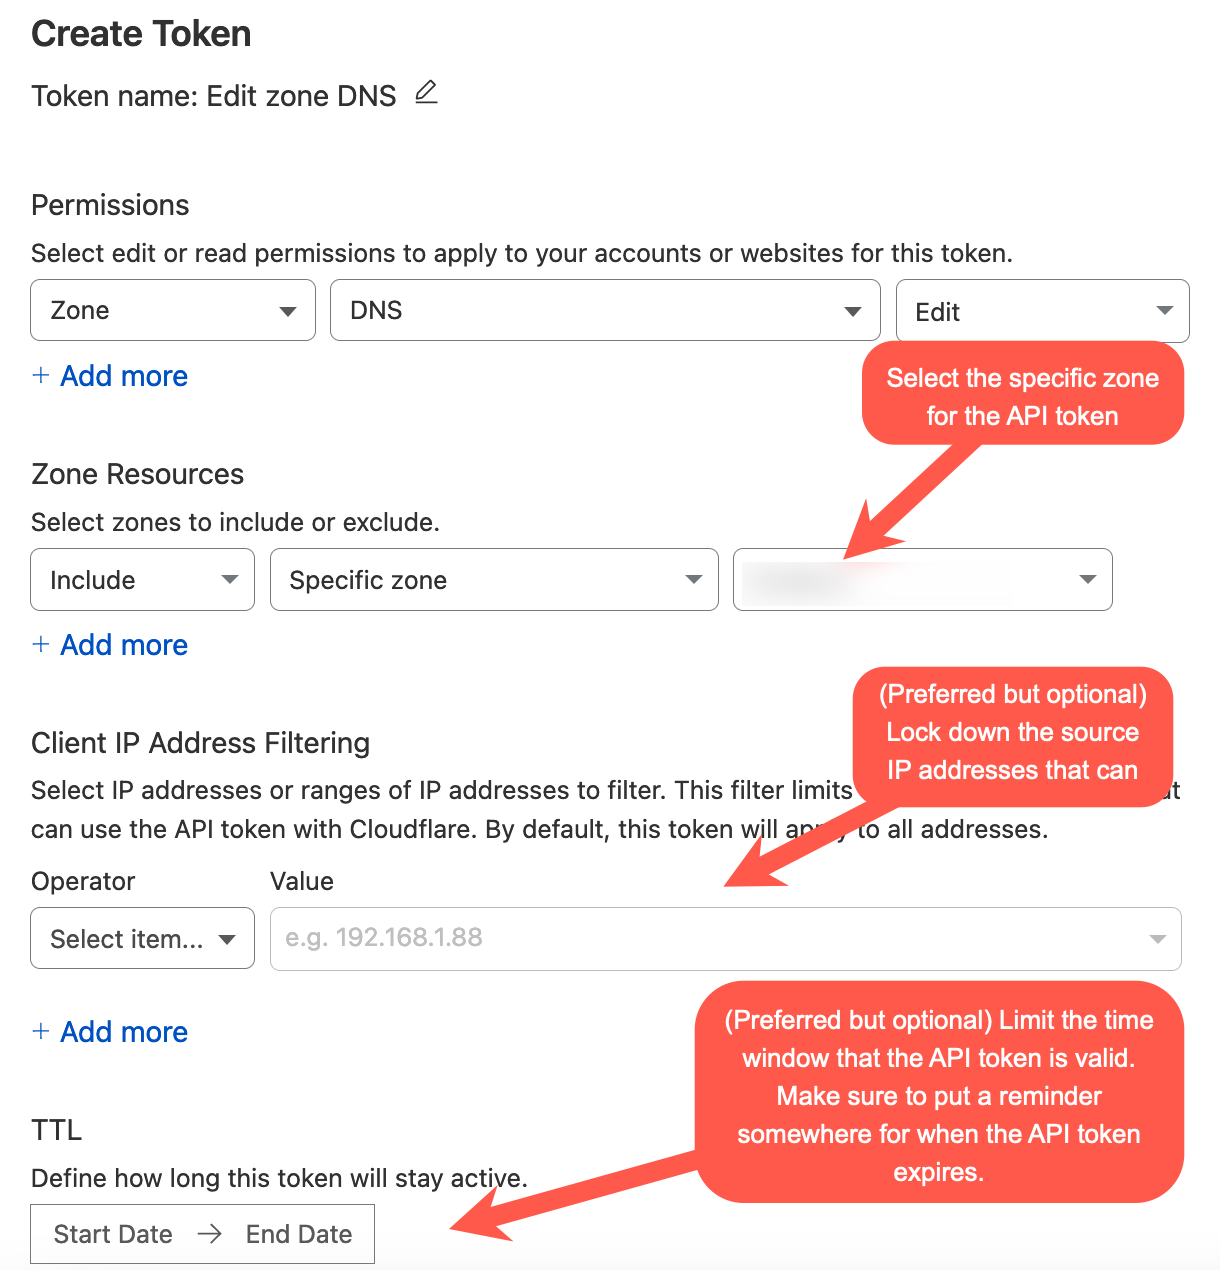 Create Token
Token name: Edit zone DNS
Permissions
Select edit or read permissions to apply to your accounts or websites for this token.
Zone
DNS
Edit
+ Add more
Select the specific zone
for the API token
Zone Resources
Select zones to include or exclude.
Include
Specific zone
+ Add more
(Preferred but optional)
Lock down the source
IP addresses that can
Client IP Address Filtering
Select IP addresses or ranges of IP addresses to filter. This filter limits
can use the API token with Cloudflare. By default, this token will apply to all addresses.
Operator
Value
Select item...
e.g. 192.168.1.88
+ Add more
(Preferred but optional) Limit the time
window that the API token is valid.
Make sure to put a reminder
somewhere for when the API token
expires.
TTL
Define how long this token will stay active.
Start Date → End Date